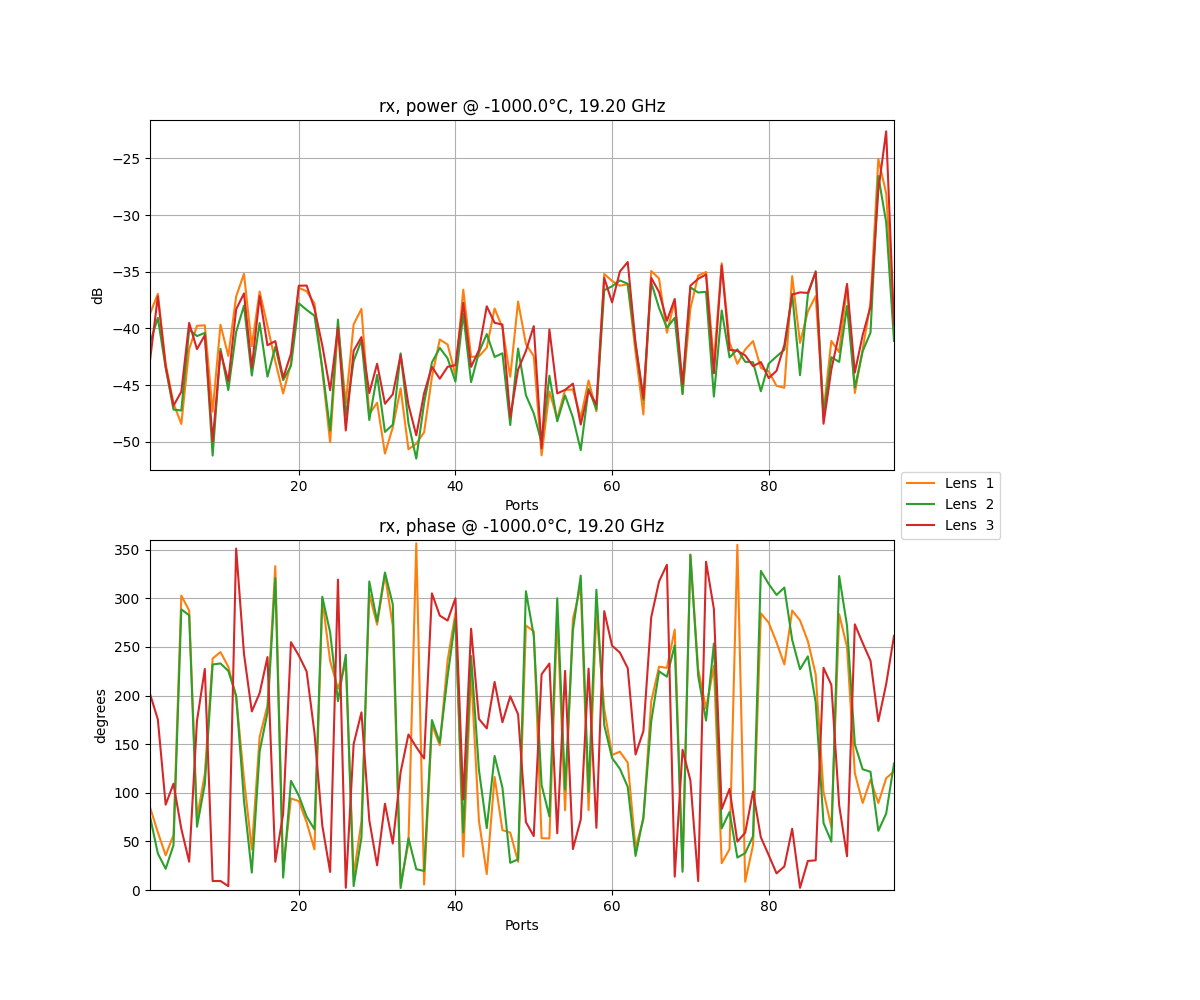 rx, power @ -1000.0°C, 19.20 GHz
−25
−30
−35
−40
−45
−50
dB
20
40
60
80
Ports
Lens 1
Lens 2
Lens 3
rx, phase @ -1000.0°C, 19.20 GHz
350
300
250
200
150
100
50
0
degrees
20
40
60
80
Ports